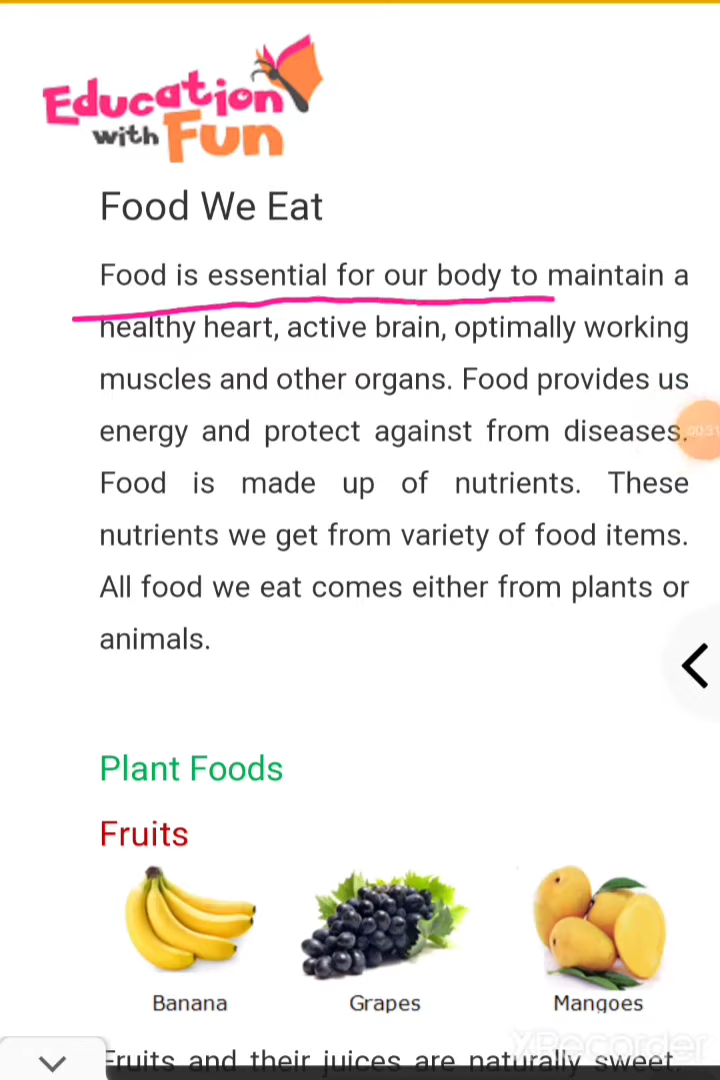 Education
with Fun
Food We Eat
Food is essential for our body to maintain a
healthy heart, active brain, optimally working
muscles and other organs. Food provides us
energy and protect against from diseases.
00:31
Food is made up of nutrients. These
nutrients we get from variety of food items.
All food we eat comes either from plants or
animals.
Plant Foods
Fruits
Banana Grapes Mangoes
XRecorder
Fruits and their juices are naturally sweet.